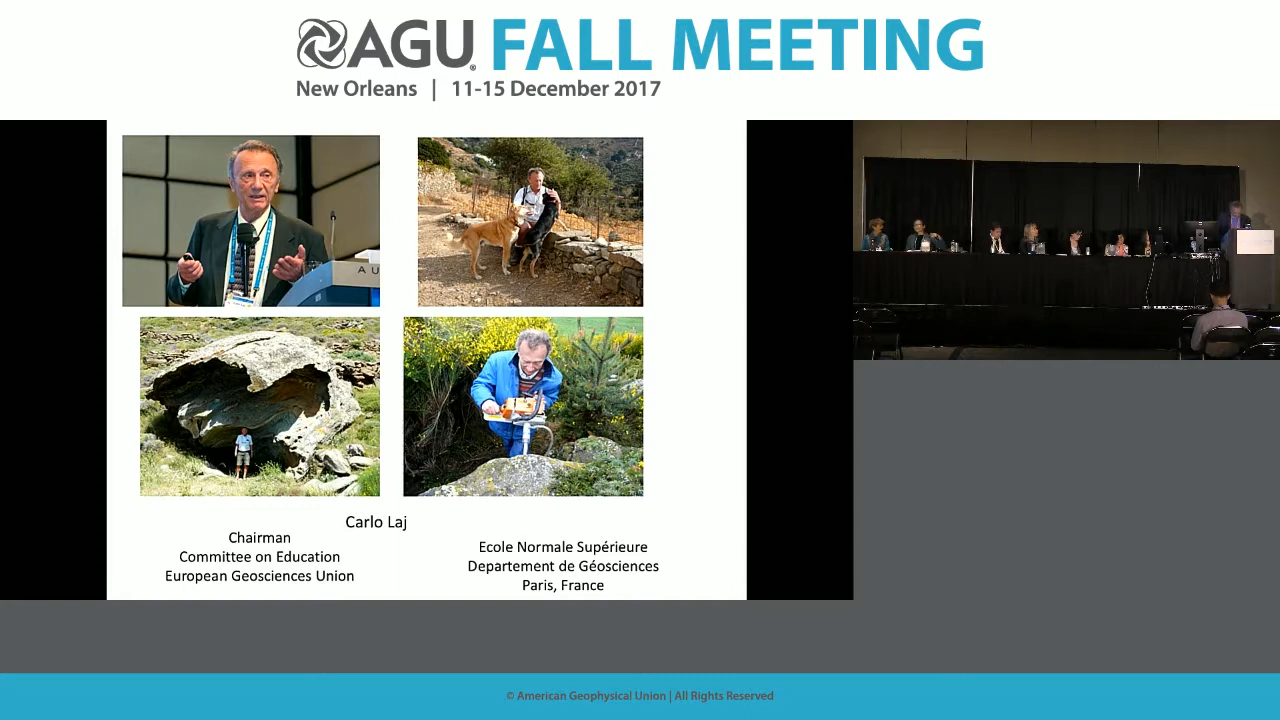 AGU FALL MEETING
New Orleans | 11-15 December 2017
A U
Carlo Laj
Chairman
Committee on Education
European Geosciences Union
Ecole Normale Supérieure
Departement de Géosciences
Paris, France
© American Geophysical Union | All Rights Reserved